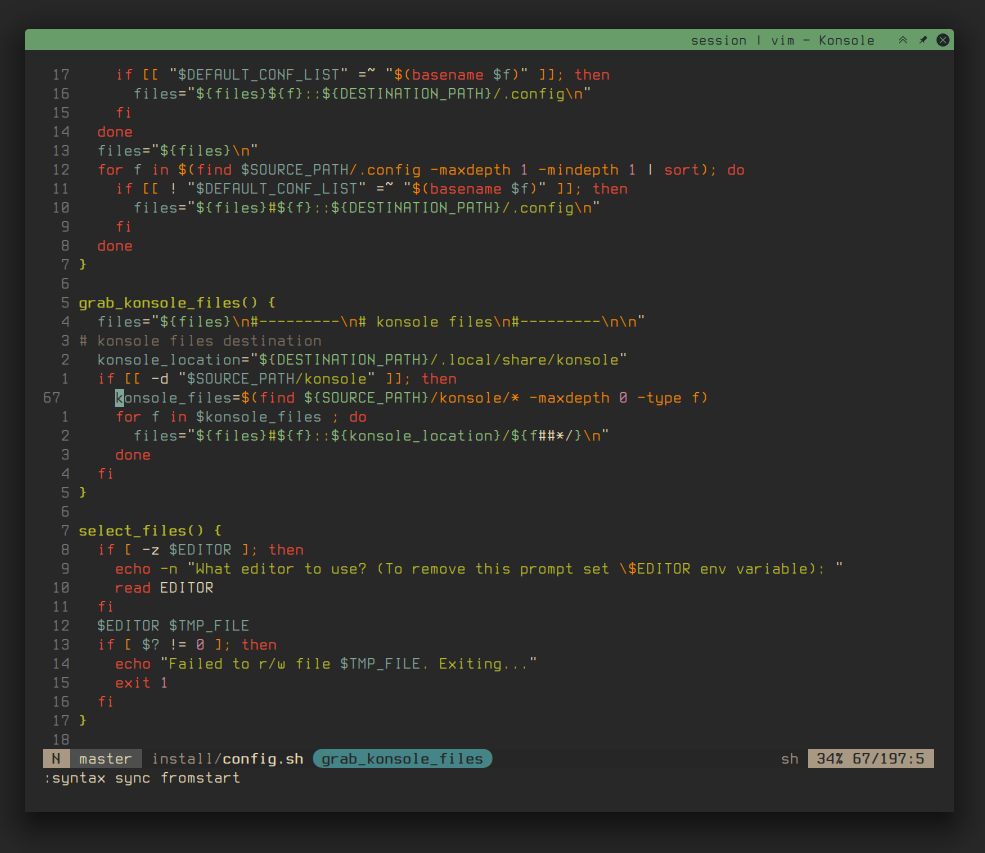 session | vim – Konsole
17 if [[ "$DEFAULT_CONF_LIST" =~ "$(basename $f)" ]]; then
16 files="${files}${f}::${DESTINATION_PATH}/.config\n"
15 fi
14 done
13 files="${files}\n"
12 for f in $(find $SOURCE_PATH/.config -maxdepth 1 -mindepth 1 | sort); do
11 if [[ ! "$DEFAULT_CONF_LIST" =~ "$(basename $f)" ]]; then
10 files="${files}#${f}::${DESTINATION_PATH}/.config\n"
9 fi
8 done
7 }
6
5 grab_konsole_files() {
4 files="${files}\n#---------\n# konsole files\n#---------\n\n"
3 # konsole files destination
2 konsole_location="${DESTINATION_PATH}/.local/share/konsole"
1 if [[ -d "$SOURCE_PATH/konsole" ]]; then
67 konsole_files=$(find ${SOURCE_PATH}/konsole/* -maxdepth 0 -type f)
1 for f in $konsole_files ; do
2 files="${files}#${f}::${konsole_location}/${f##*/}\n"
3 done
4 fi
5 }
6
7 select_files() {
8 if [ -z $EDITOR ]; then
9 echo -n "What editor to use? (To remove this prompt set \$EDITOR env variable): "
10 read EDITOR
11 fi
12 $EDITOR $TMP_FILE
13 if [ $? != 0 ]; then
14 echo "Failed to r/w file $TMP_FILE. Exiting..."
15 exit 1
16 fi
17 }
18
N master install/config.sh grab_konsole_files sh 34% 67/197:5
:syntax sync fromstart